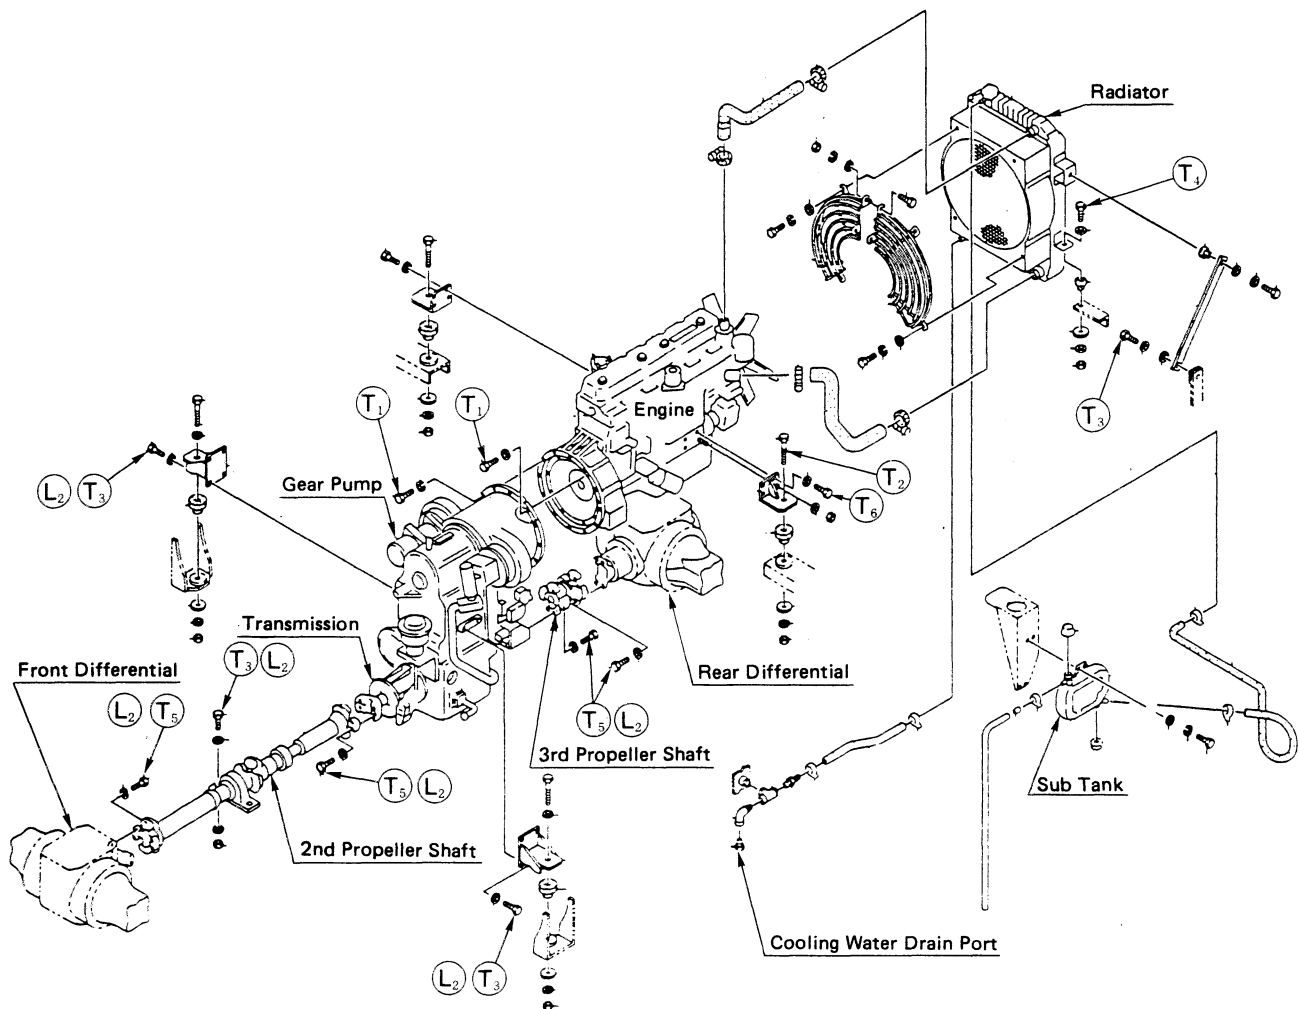 Radiator
T4
T1 T1
Engine
T3
L2 T3
Gear Pump
T2
T6
Transmission
T3 L2
Front Differential
Rear Differential
L2 T5
T5 L2
3rd Propeller Shaft
T5 L2
Sub Tank
2nd Propeller Shaft
Cooling Water Drain Port
L2 T3